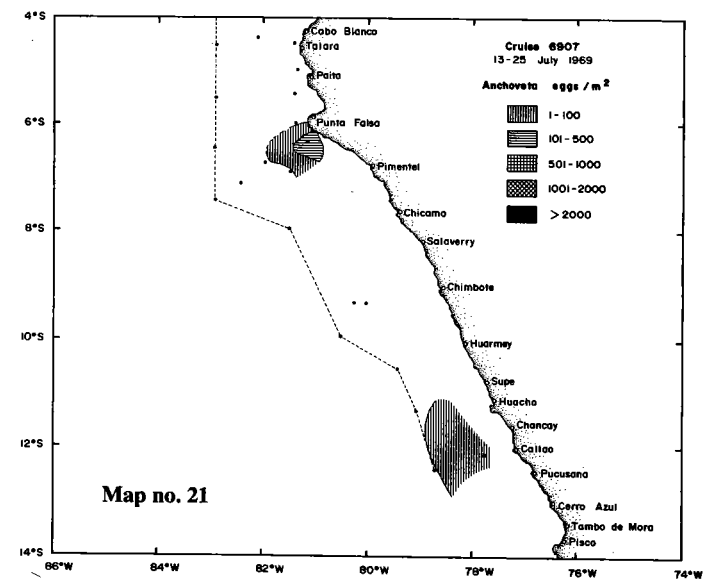 4°S
6°S
8°S
10°S
12°S
14°S
Cabo Blanco
Talara
Paita
Punta Falsa
Pimentel
Chicama
Salaverry
Chimbote
Huarmey
Supe
Huacho
Chancay
Callao
Pucusana
Cerro Azul
Tambo de Mora
Pisco
Cruise 6907
13-25 July 1969
Anchoveta eggs/m²
1-100
101-500
501-1000
1001-2000
>2000
Map no. 21
86°W
84°W
82°W
80°W
78°W
76°W
74°W